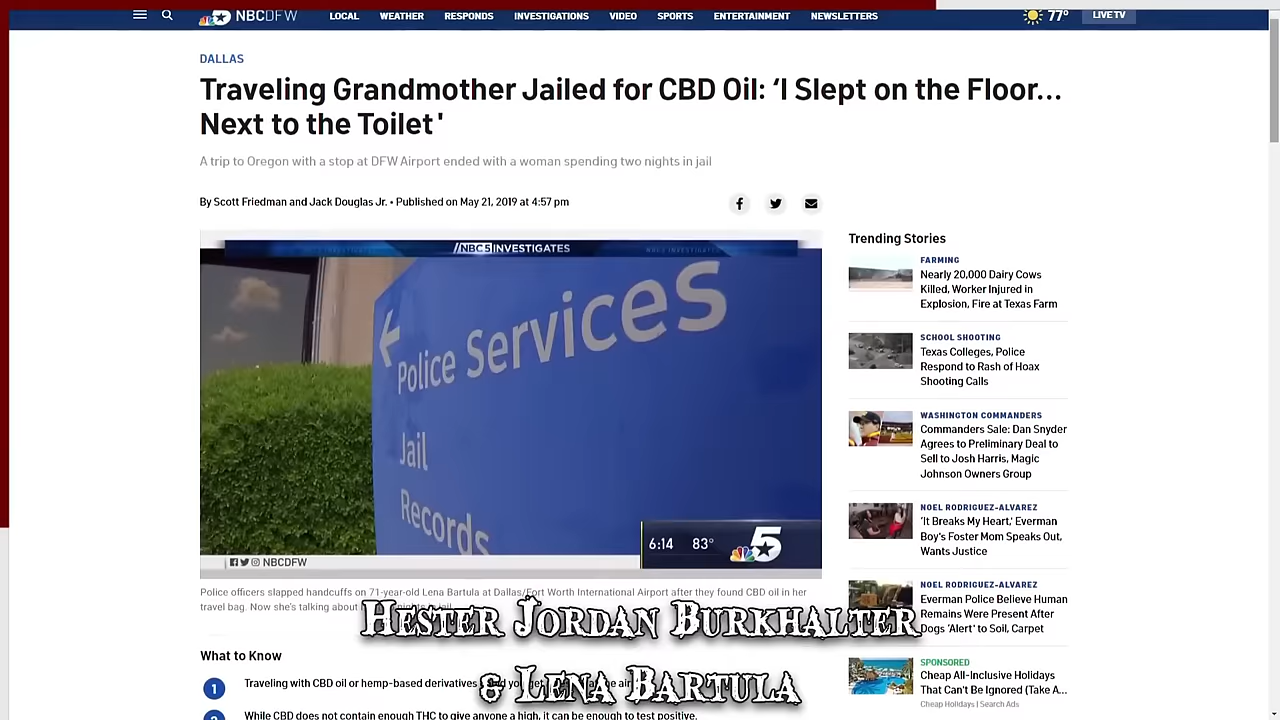 NBCDFW
LOCAL WEATHER RESPONDS INVESTIGATIONS VIDEO SPORTS ENTERTAINMENT NEWSLETTERS
77° LIVE TV
DALLAS
Traveling Grandmother Jailed for CBD Oil: ‘I Slept on the Floor…
Next to the Toilet'
A trip to Oregon with a stop at DFW Airport ended with a woman spending two nights in jail
By Scott Friedman and Jack Douglas Jr. • Published on May 21, 2019 at 4:57 pm
NBC 5 INVESTIGATES
Police Services
Jail
Records
6:14 83° 5
NBCDFW
Police officers slapped handcuffs on 71-year-old Lena Bartula at Dallas/Fort Worth International Airport after they found CBD oil in her
travel bag. Now she's talking about
Hester Jordan Burkhalter
& Lena Bartula
What to Know
1 Traveling with CBD oil or hemp-based derivatives
2 While CBD does not contain enough THC to give anyone a high, it can be enough to test positive.
Trending Stories
FARMING
Nearly 20,000 Dairy Cows
Killed, Worker Injured in
Explosion, Fire at Texas Farm
SCHOOL SHOOTING
Texas Colleges, Police
Respond to Rash of Hoax
Shooting Calls
WASHINGTON COMMANDERS
Commanders Sale: Dan Snyder
Agrees to Preliminary Deal to
Sell to Josh Harris, Magic
Johnson Owners Group
NOEL RODRIGUEZ-ALVAREZ
‘It Breaks My Heart,’ Everman
Boy's Foster Mom Speaks Out,
Wants Justice
NOEL RODRIGUEZ-ALVAREZ
Everman Police Believe Human
Remains Were Present After
Dogs ‘Alert’ to Soil, Carpet
SPONSORED
Cheap All-Inclusive Holidays
That Can't Be Ignored (Take A...
Cheap Holidays | Search Ads